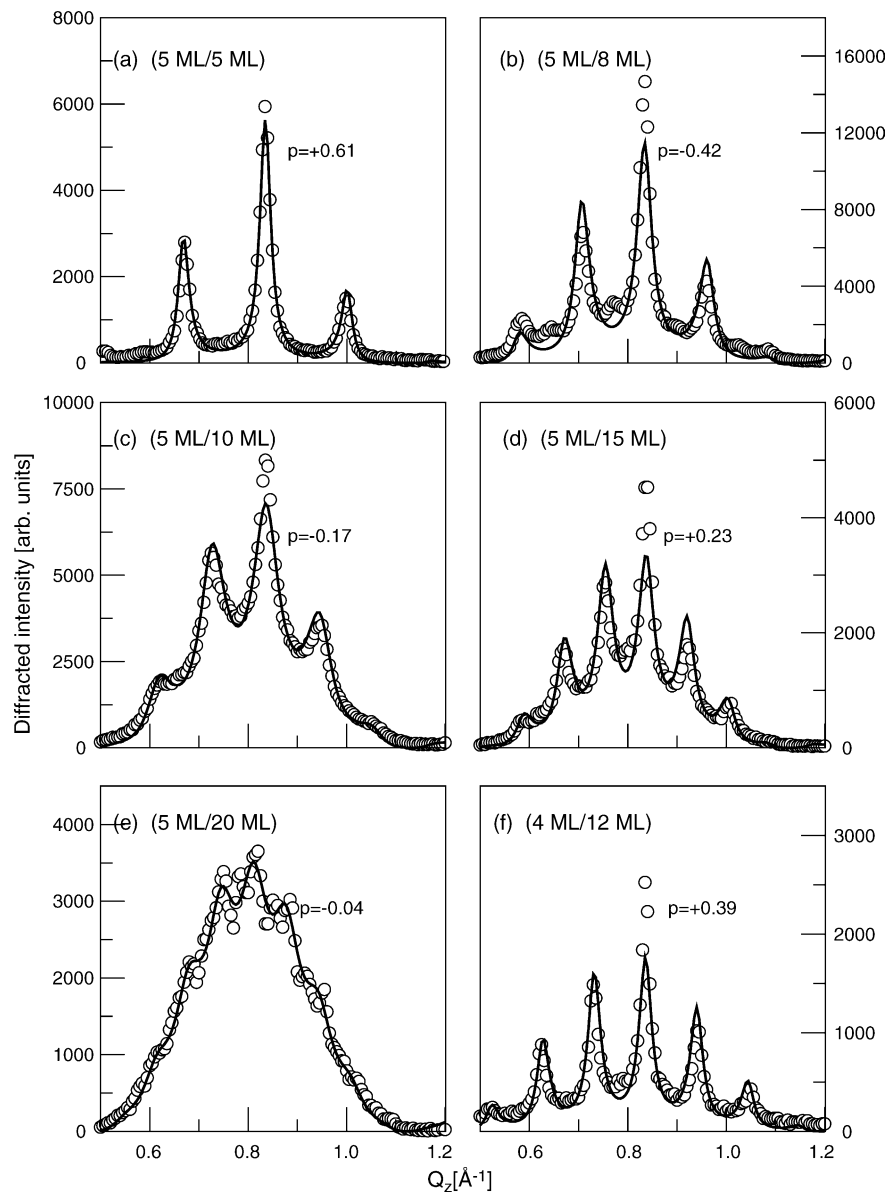 8000
6000
4000
2000
0
(a) (5 ML/5 ML)
p=+0.61
(b) (5 ML/8 ML)
p=-0.42
16000
12000
8000
4000
0
10000
7500
5000
2500
0
(c) (5 ML/10 ML)
p=-0.17
(d) (5 ML/15 ML)
p=+0.23
6000
4000
2000
0
Diffracted intensity [arb. units]
4000
3000
2000
1000
0
(e) (5 ML/20 ML)
p=-0.04
(f) (4 ML/12 ML)
p=+0.39
3000
2000
1000
0
0.6 0.8 1.0 1.2
0.6 0.8 1.0 1.2
Qz[Å-1]